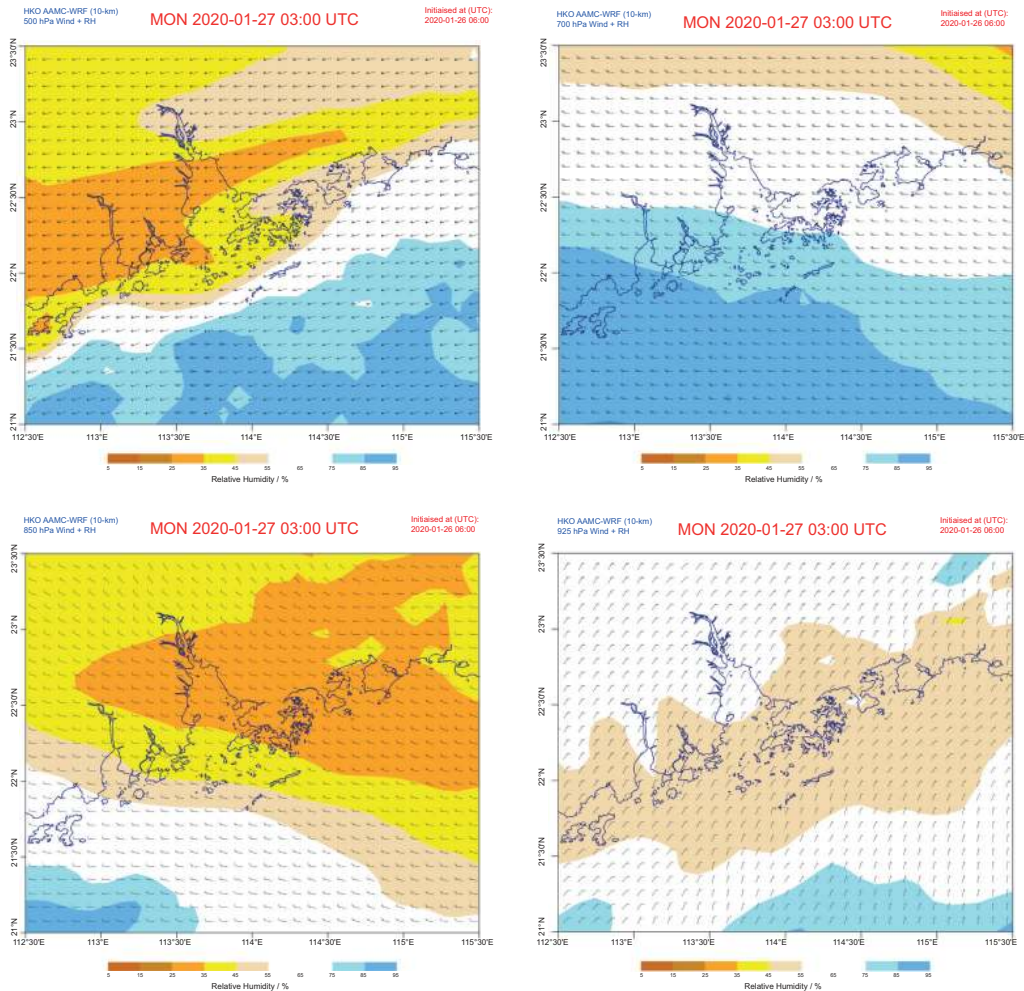 HKO AAMC-WRF (10-km)
500 hPa Wind + RH
MON 2020-01-27 03:00 UTC
Initiaised at (UTC):
2020-01-26 06:00
23°30'N
23°N
22°30'N
22°N
21°30'N
21°N
112°30'E 113°E 113°30'E 114°E 114°30'E 115°E 115°30'E
5 15 25 35 45 55 65 75 85 95
Relative Humidity / %
HKO AAMC-WRF (10-km)
700 hPa Wind + RH
MON 2020-01-27 03:00 UTC
Initiaised at (UTC):
2020-01-26 06:00
23°30'N
23°N
22°30'N
22°N
21°30'N
21°N
112°30'E 113°E 113°30'E 114°E 114°30'E 115°E 115°30'E
5 15 25 35 45 55 65 75 85 95
Relative Humidity / %
HKO AAMC-WRF (10-km)
850 hPa Wind + RH
MON 2020-01-27 03:00 UTC
Initiaised at (UTC):
2020-01-26 06:00
23°30'N
23°N
22°30'N
22°N
21°30'N
21°N
112°30'E 113°E 113°30'E 114°E 114°30'E 115°E 115°30'E
5 15 25 35 45 55 65 75 85 95
Relative Humidity / %
HKO AAMC-WRF (10-km)
925 hPa Wind + RH
MON 2020-01-27 03:00 UTC
Initiaised at (UTC):
2020-01-26 06:00
23°30'N
23°N
22°30'N
22°N
21°30'N
21°N
112°30'E 113°E 113°30'E 114°E 114°30'E 115°E 115°30'E
5 15 25 35 45 55 65 75 85 95
Relative Humidity / %